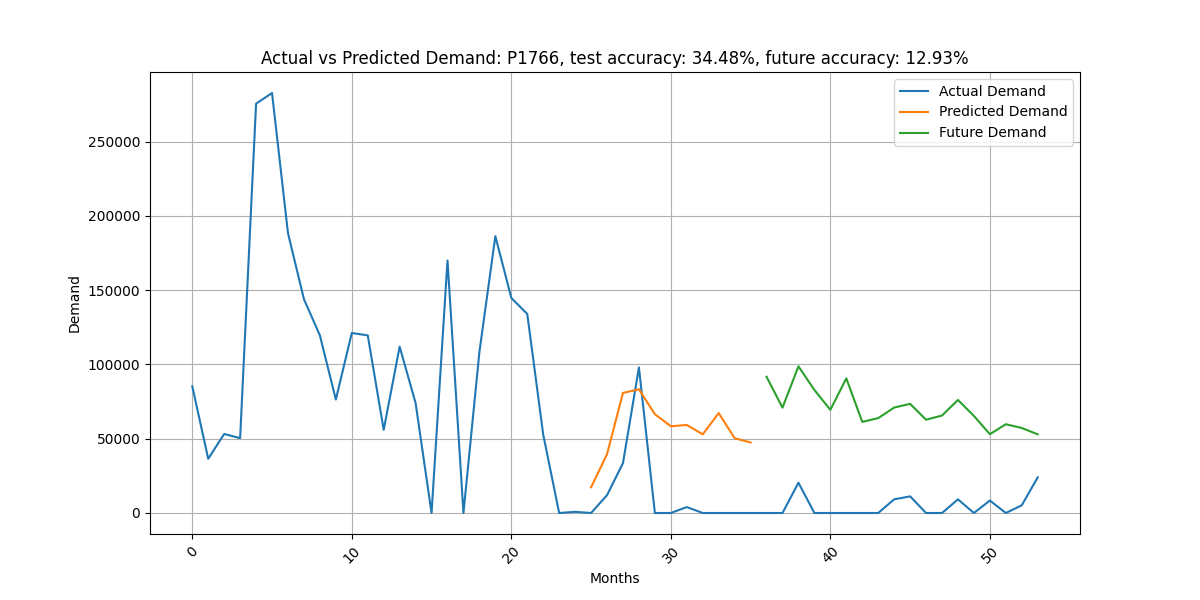 Actual vs Predicted Demand: P1766, test accuracy: 34.48%, future accuracy: 12.93%
Actual Demand
Predicted Demand
Future Demand
250000
200000
150000
100000
50000
0
Demand
0
10
20
30
40
50
Months